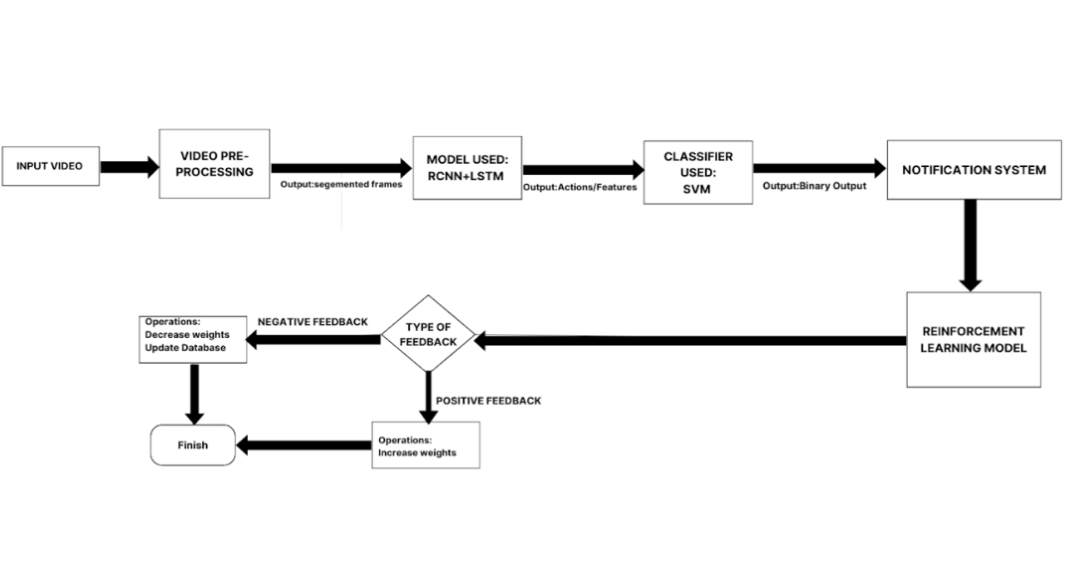 INPUT VIDEO
VIDEO PRE-
PROCESSING
Output:segemented frames
MODEL USED:
RCNN+LSTM
Output:Actions/Features
CLASSIFIER
USED:
SVM
Output:Binary Output
NOTIFICATION SYSTEM
REINFORCEMENT
LEARNING MODEL
TYPE OF
FEEDBACK
NEGATIVE FEEDBACK
Operations:
Decrease weights
Update Database
POSITIVE FEEDBACK
Operations:
Increase weights
Finish